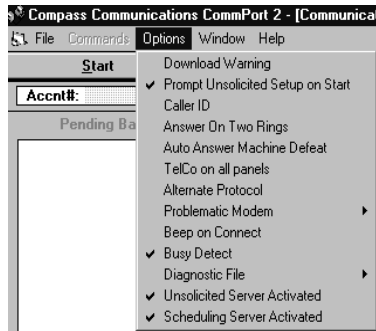 Compass Communications CommPort 2 - [Communica
File Commands Options Window Help
Start
Accnt#:
Pending Ba
Download Warning
Prompt Unsolicited Setup on Start
Caller ID
Answer On Two Rings
Auto Answer Machine Defeat
TelCo on all panels
Alternate Protocol
Problematic Modem
Beep on Connect
Busy Detect
Diagnostic File
Unsolicited Server Activated
Scheduling Server Activated